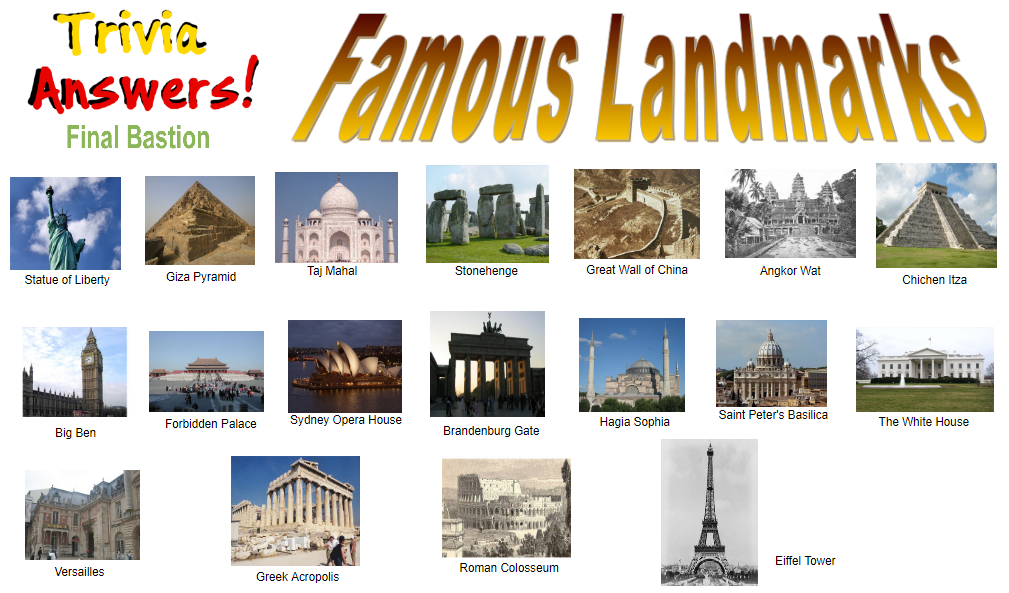 Trivia
Answers!
Final Bastion
Famous Landmarks
Statue of Liberty
Giza Pyramid
Taj Mahal
Stonehenge
Great Wall of China
Angkor Wat
Chichen Itza
Big Ben
Forbidden Palace
Sydney Opera House
Brandenburg Gate
Hagia Sophia
Saint Peter's Basilica
The White House
Versailles
Greek Acropolis
Roman Colosseum
Eiffel Tower